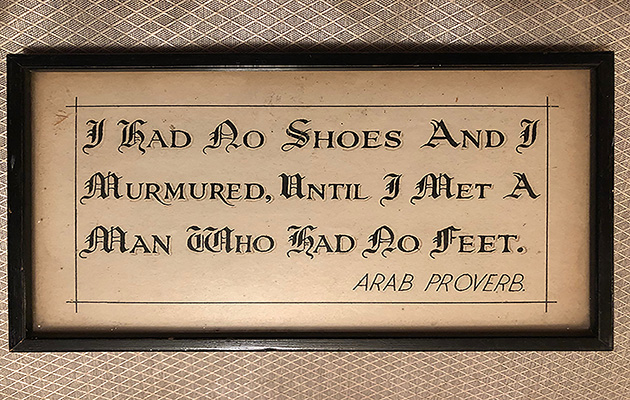 I Had No Shoes And I
Murmured, Until I Met A
Man Who Had No Feet.
ARAB PROVERB.